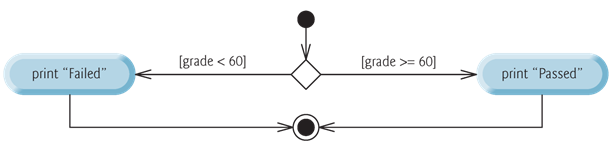 [grade < 60]
[grade >= 60]
print “Failed”
print “Passed”